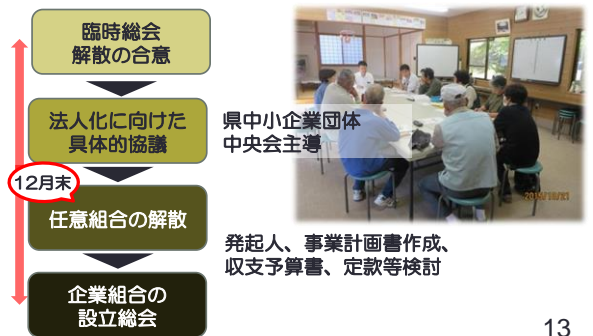 臨時総会
解散の合意
法人化に向けた
具体的協議
県中小企業団体
中央会主導
12月末
任意組合の解散
発起人、事業計画書作成、
収支予算書、定款等検討
企業組合の
設立総会
13